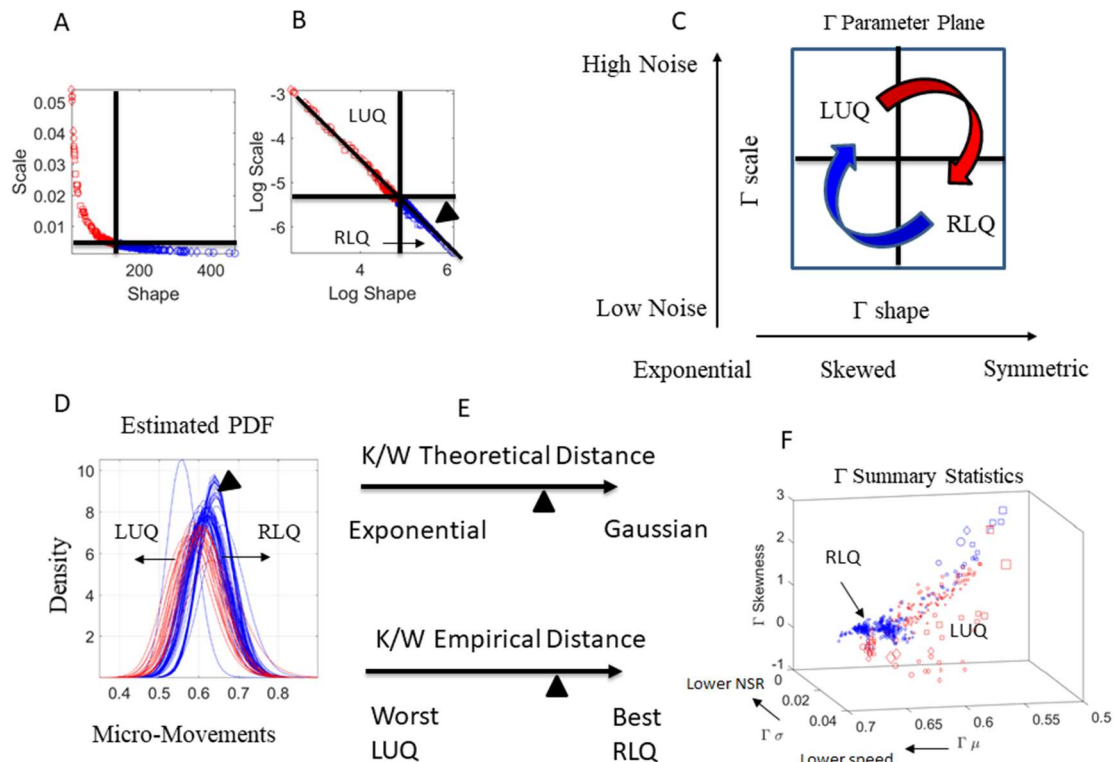 A
B
C
Γ Parameter Plane
High Noise
Low Noise
Γ scale
LUQ
RLQ
Γ shape
Exponential Skewed Symmetric
0.05
0.04
0.03
0.02
0.01
Scale
200 400
Shape
-3
-4
-5
-6
Log Scale
LUQ
RLQ
4 6
Log Shape
D
Estimated PDF
10
8
6
4
2
Density
LUQ
RLQ
0.4 0.5 0.6 0.7 0.8
Micro-Movements
E
K/W Theoretical Distance
Exponential Gaussian
K/W Empirical Distance
Worst Best
LUQ RLQ
F
Γ Summary Statistics
3
2
1
0
-1
Γ Skewness
RLQ
LUQ
Lower NSR
0
0.02
0.04
Γ σ
0.7 0.65 0.6 0.55 0.5
Lower speed
Γ μ